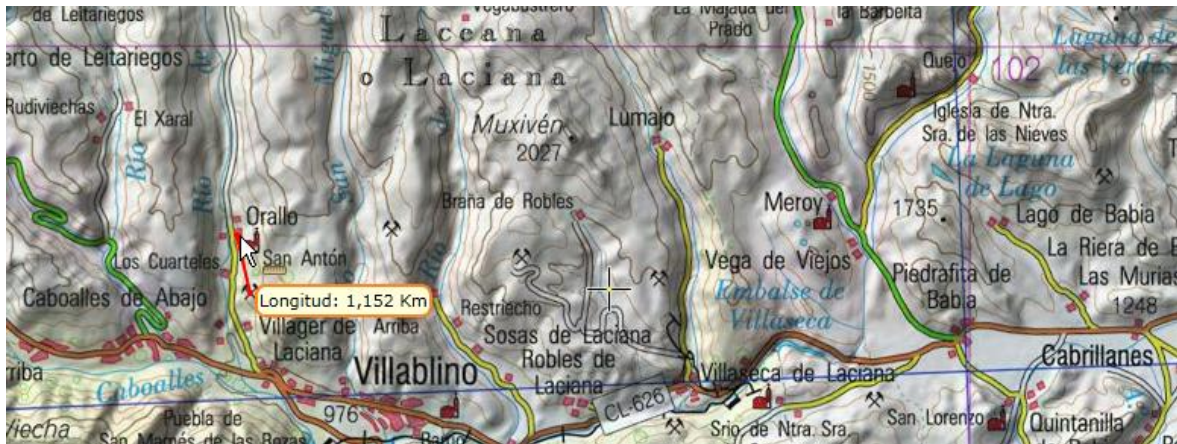 de Leitariegos
Laceana
La Majada del
Prado
la Barbeita
Laguna de
las Verdes
erto de Leitariegos
de
Miguel
o Laciana
Quejo
102
1500
Rudiviechas
El Xaral
Río
de
Muxivén
2027
Lumajo
Iglesia de Ntra.
Sra. de las Nieves
La Laguna
de Lago
Río
San
Braña de Robles
Meroy
1735
Lago de Babia
Orallo
Los Cuarteles
San Antón
Río
Vega de Viejos
La Riera de
Las Murias
Caboalles de Abajo
Longitud: 1,152 Km
Restriecho
Embalse de
Villaseca
Piedrafita de
Babia
1248
Villager de
Laciana
Arriba
Sosas de Laciana
Robles de
Laciana
Cabrillanes
rriba
Caboalles
Villablino
Villaseca de Laciana
CL-626
976
Puebla de
San Mamés de las Rozas
Srio de Ntra. Sra.
San Lorenzo
Quintanilla